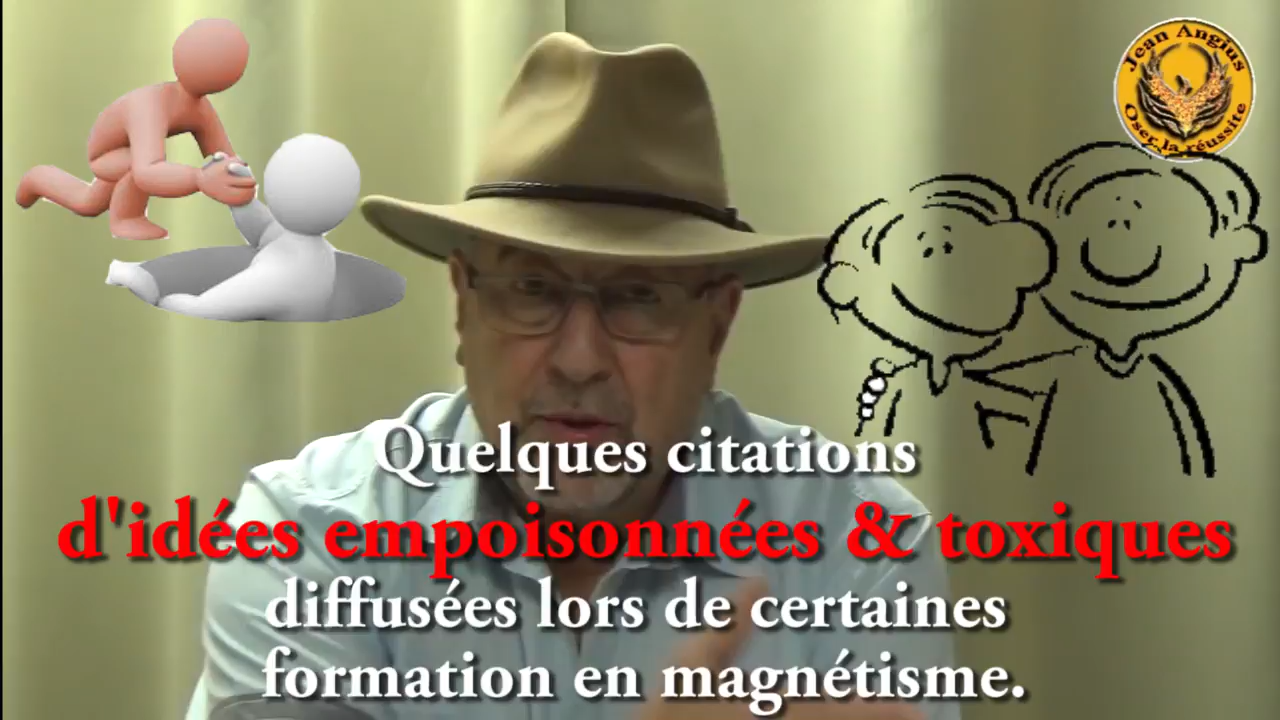 Jean Angius
Oser la réussite
Quelques citations
d'idées empoisonnées & toxiques
diffusées lors de certaines
formation en magnétisme.